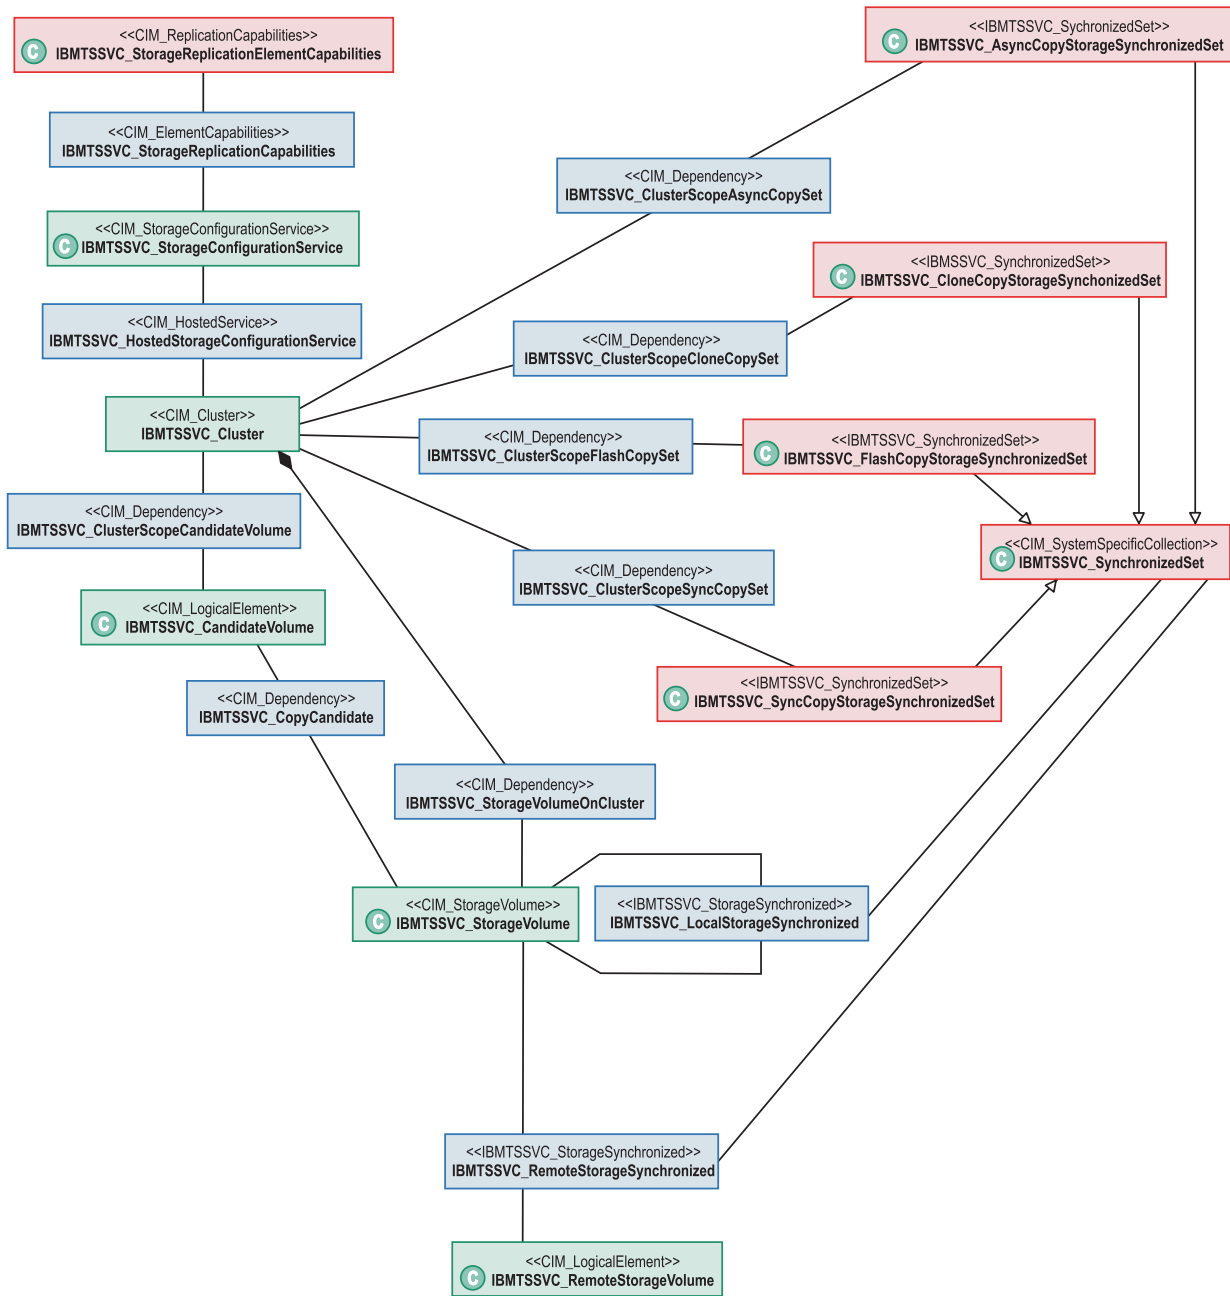 <<CIM_ReplicationCapabilities>>
C
IBMTSSVC_StorageReplicationElementCapabilities
<<IBMTSSVC_SychronizedSet>>
C
IBMTSSVC_AsyncCopyStorageSynchronizedSet
<<CIM_ElementCapabilities>>
IBMTSSVC_StorageReplicationCapabilities
<<CIM_Dependency>>
IBMTSSVC_ClusterScopeAsyncCopySet
<<CIM_StorageConfigurationService>>
C
IBMTSSVC_StorageConfigurationService
<<IBMSSVC_SynchronizedSet>>
C
IBMTSSVC_CloneCopyStorageSynchonizedSet
<<CIM_HostedService>>
IBMTSSVC_HostedStorageConfigurationService
<<CIM_Dependency>>
IBMTSSVC_ClusterScopeCloneCopySet
<<CIM_Cluster>>
IBMTSSVC_Cluster
<<CIM_Dependency>>
IBMTSSVC_ClusterScopeFlashCopySet
<<IBMTSSVC_SynchronizedSet>>
C
IBMTSSVC_FlashCopyStorageSynchronizedSet
<<CIM_Dependency>>
IBMTSSVC_ClusterScopeCandidateVolume
<<CIM_SystemSpecificCollection>>
C
IBMTSSVC_SynchronizedSet
<<CIM_Dependency>>
IBMTSSVC_ClusterScopeSyncCopySet
<<CIM_LogicalElement>>
C
IBMTSSVC_CandidateVolume
<<IBMTSSVC_SynchronizedSet>>
C
IBMTSSVC_SyncCopyStorageSynchronizedSet
<<CIM_Dependency>>
IBMTSSVC_CopyCandidate
<<CIM_Dependency>>
IBMTSSVC_StorageVolumeOnCluster
<<CIM_StorageVolume>>
C
IBMTSSVC_StorageVolume
<<IBMTSSVC_StorageSynchronized>>
IBMTSSVC_LocalStorageSynchronized
<<IBMTSSVC_StorageSynchronized>>
IBMTSSVC_RemoteStorageSynchronized
<<CIM_LogicalElement>>
C
IBMTSSVC_RemoteStorageVolume